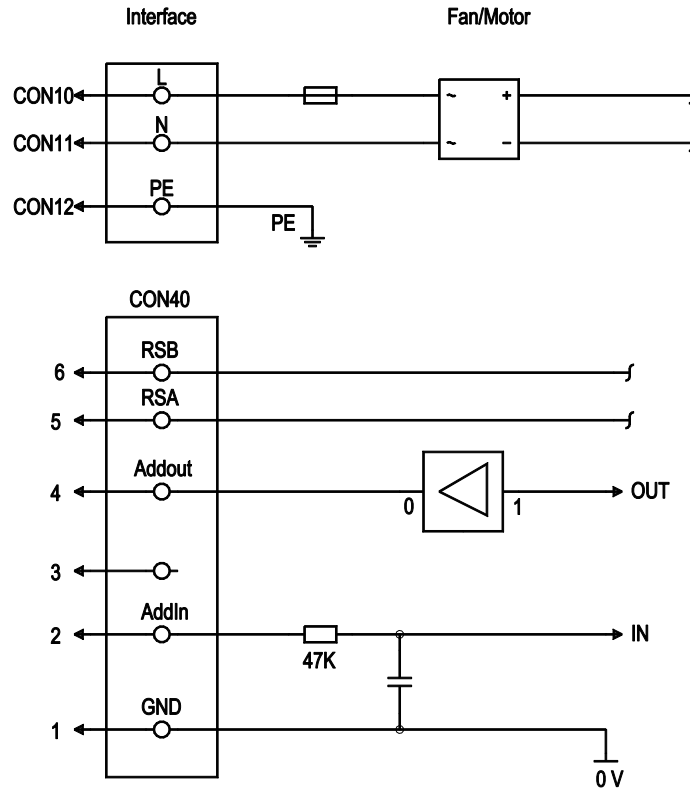 Interface
Fan/Motor
L
CON10
~ +
N
CON11
~ –
PE
CON12
PE
CON40
RSB
6
RSA
5
Addout
4
0 1
OUT
3
AddIn
2
47K
IN
GND
1
0 V